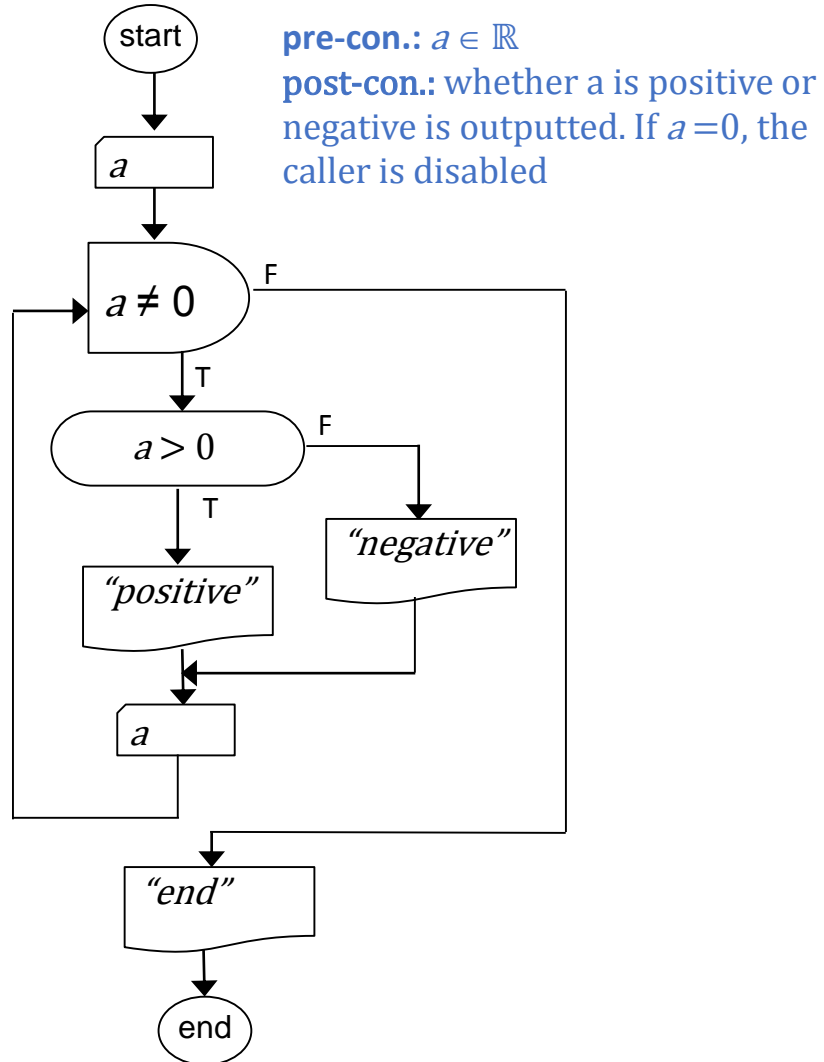 start
pre-con.: a ∈ ℝ
post-con.: whether a is positive or
negative is outputted. If a =0, the
caller is disabled
a
a ≠ 0
F
T
a > 0
F
T
“negative”
“positive”
a
“end”
end